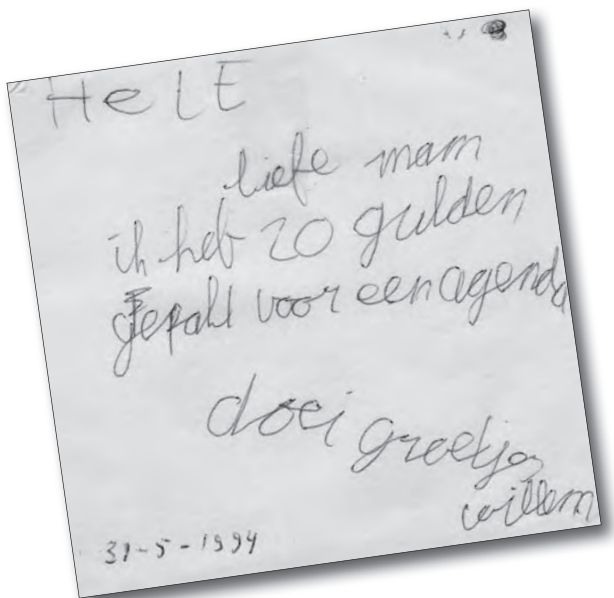 HeLE
liefe mam
ik heb 20 gulden
gepakt voor een agenda
doei groetjes
willem
31-5-1994